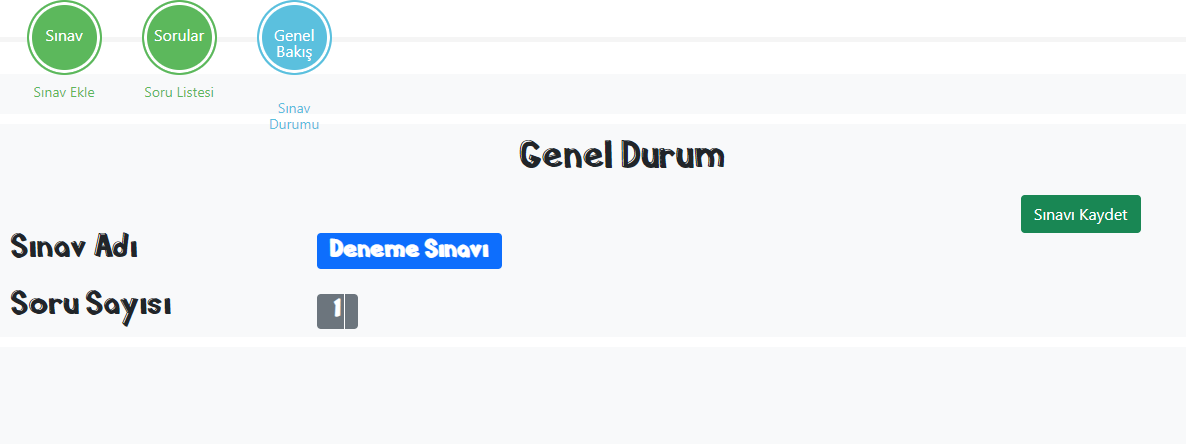 Sınav
Sorular
Genel
Bakış
Sınav Ekle
Soru Listesi
Sınav
Durumu
Genel Durum
Sınavı Kaydet
Sınav Adı
Deneme Sınavı
Soru Sayısı
1